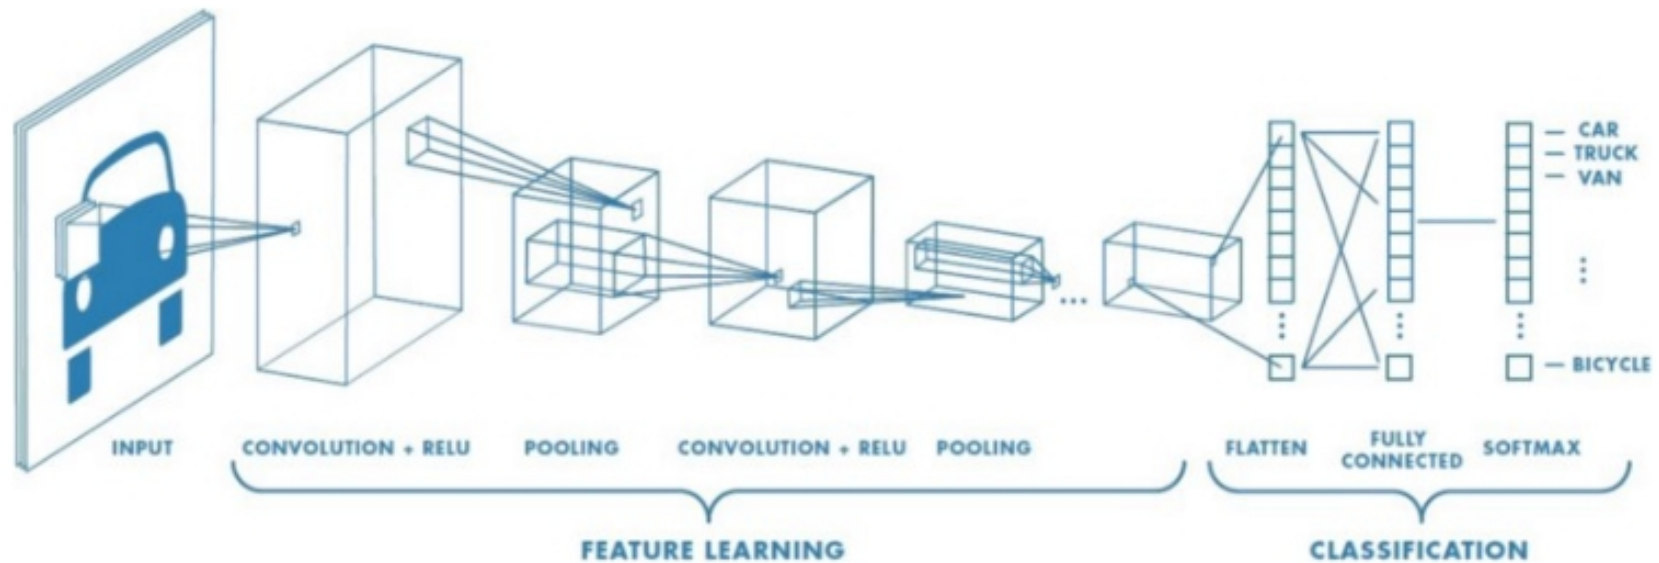 CAR
TRUCK
VAN
BICYCLE
INPUT
CONVOLUTION + RELU
POOLING
CONVOLUTION + RELU
POOLING
FLATTEN
FULLY
CONNECTED
SOFTMAX
FEATURE LEARNING
CLASSIFICATION